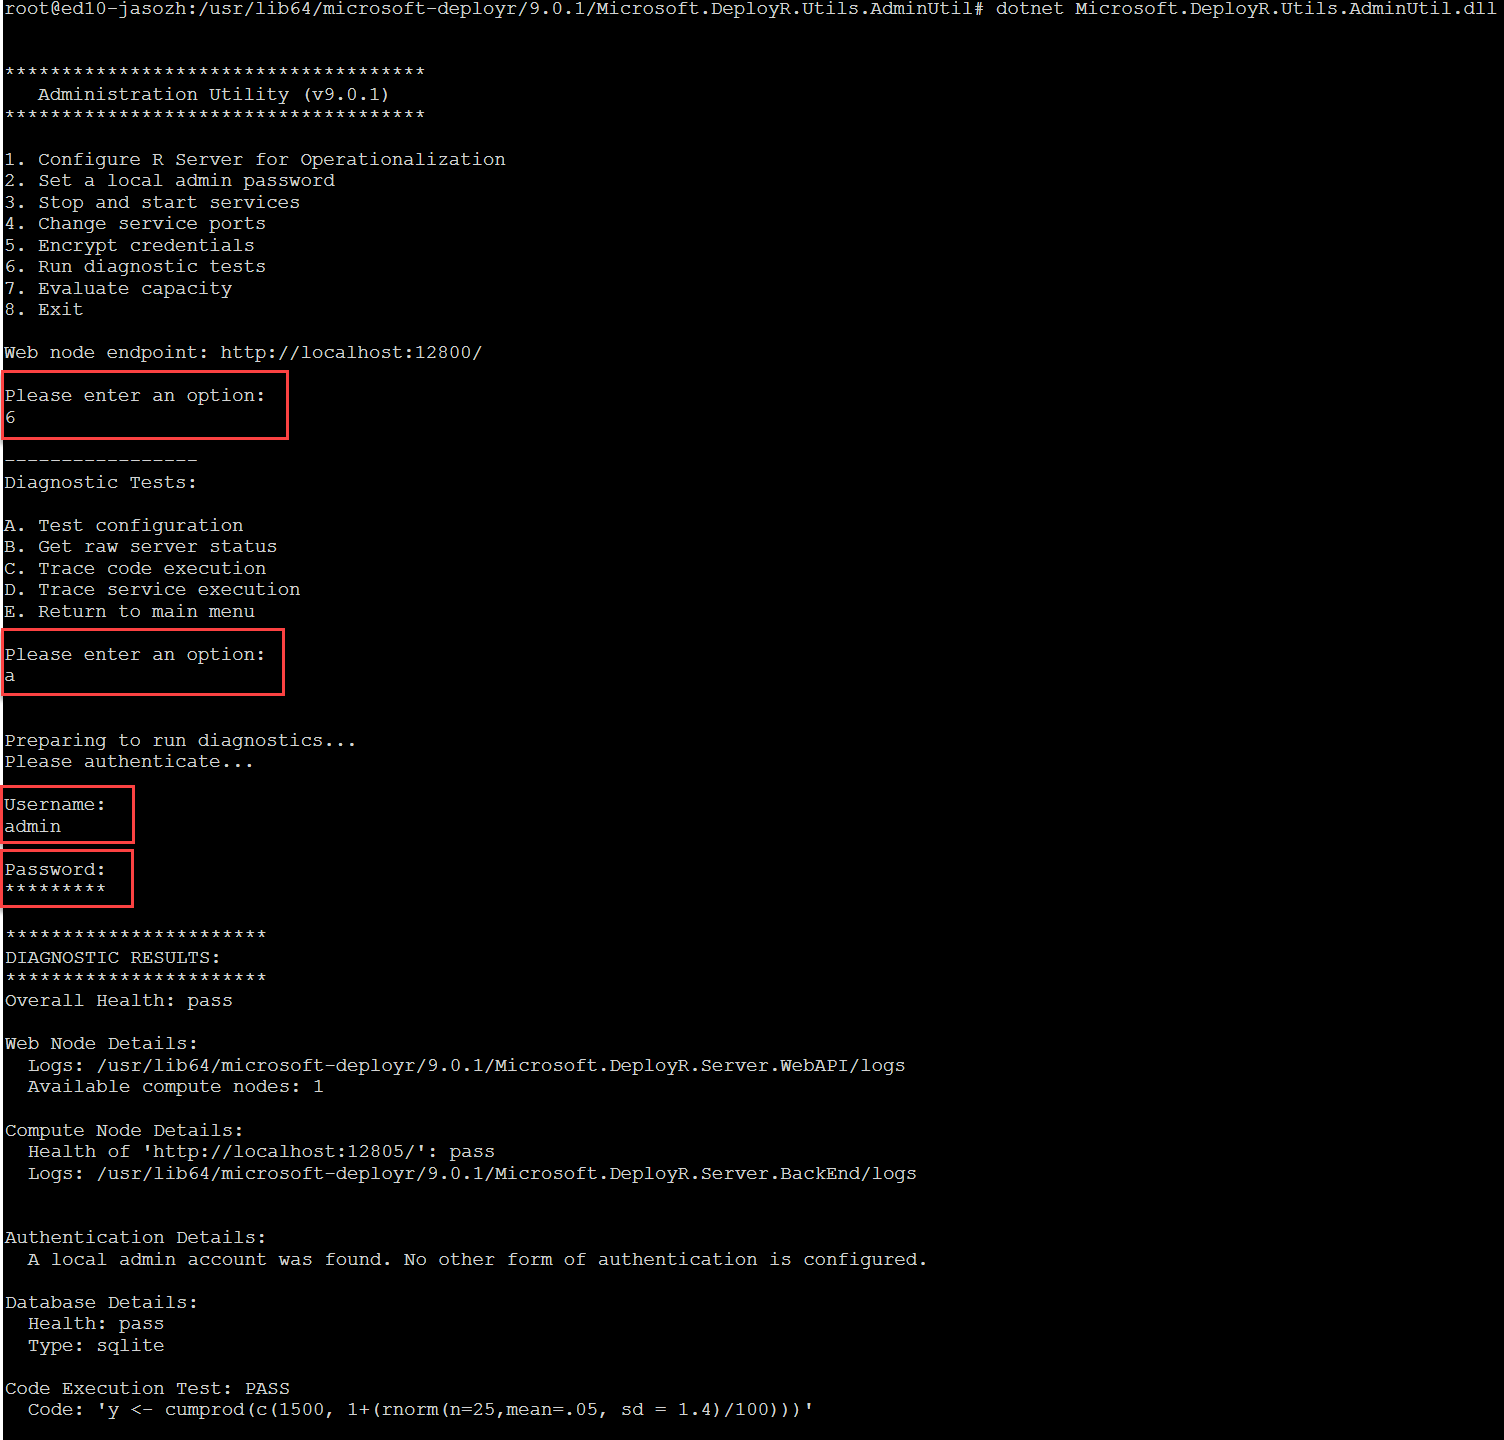 root@ed10-jasozh:/usr/lib64/microsoft-deployr/9.0.1/Microsoft.DeployR.Utils.AdminUtil# dotnet Microsoft.DeployR.Utils.AdminUtil.dll
*************************************
Administration Utility (v9.0.1)
*************************************
1. Configure R Server for Operationalization
2. Set a local admin password
3. Stop and start services
4. Change service ports
5. Encrypt credentials
6. Run diagnostic tests
7. Evaluate capacity
8. Exit
Web node endpoint: http://localhost:12800/
Please enter an option:
6
-----------------
Diagnostic Tests:
A. Test configuration
B. Get raw server status
C. Trace code execution
D. Trace service execution
E. Return to main menu
Please enter an option:
a
Preparing to run diagnostics...
Please authenticate...
Username:
admin
Password:
*********
***********************
DIAGNOSTIC RESULTS:
***********************
Overall Health: pass
Web Node Details:
Logs: /usr/lib64/microsoft-deployr/9.0.1/Microsoft.DeployR.Server.WebAPI/logs
Available compute nodes: 1
Compute Node Details:
Health of 'http://localhost:12805/': pass
Logs: /usr/lib64/microsoft-deployr/9.0.1/Microsoft.DeployR.Server.BackEnd/logs
Authentication Details:
A local admin account was found. No other form of authentication is configured.
Database Details:
Health: pass
Type: sqlite
Code Execution Test: PASS
Code: 'y <- cumprod(c(1500, 1+(rnorm(n=25,mean=.05, sd = 1.4)/100)))'